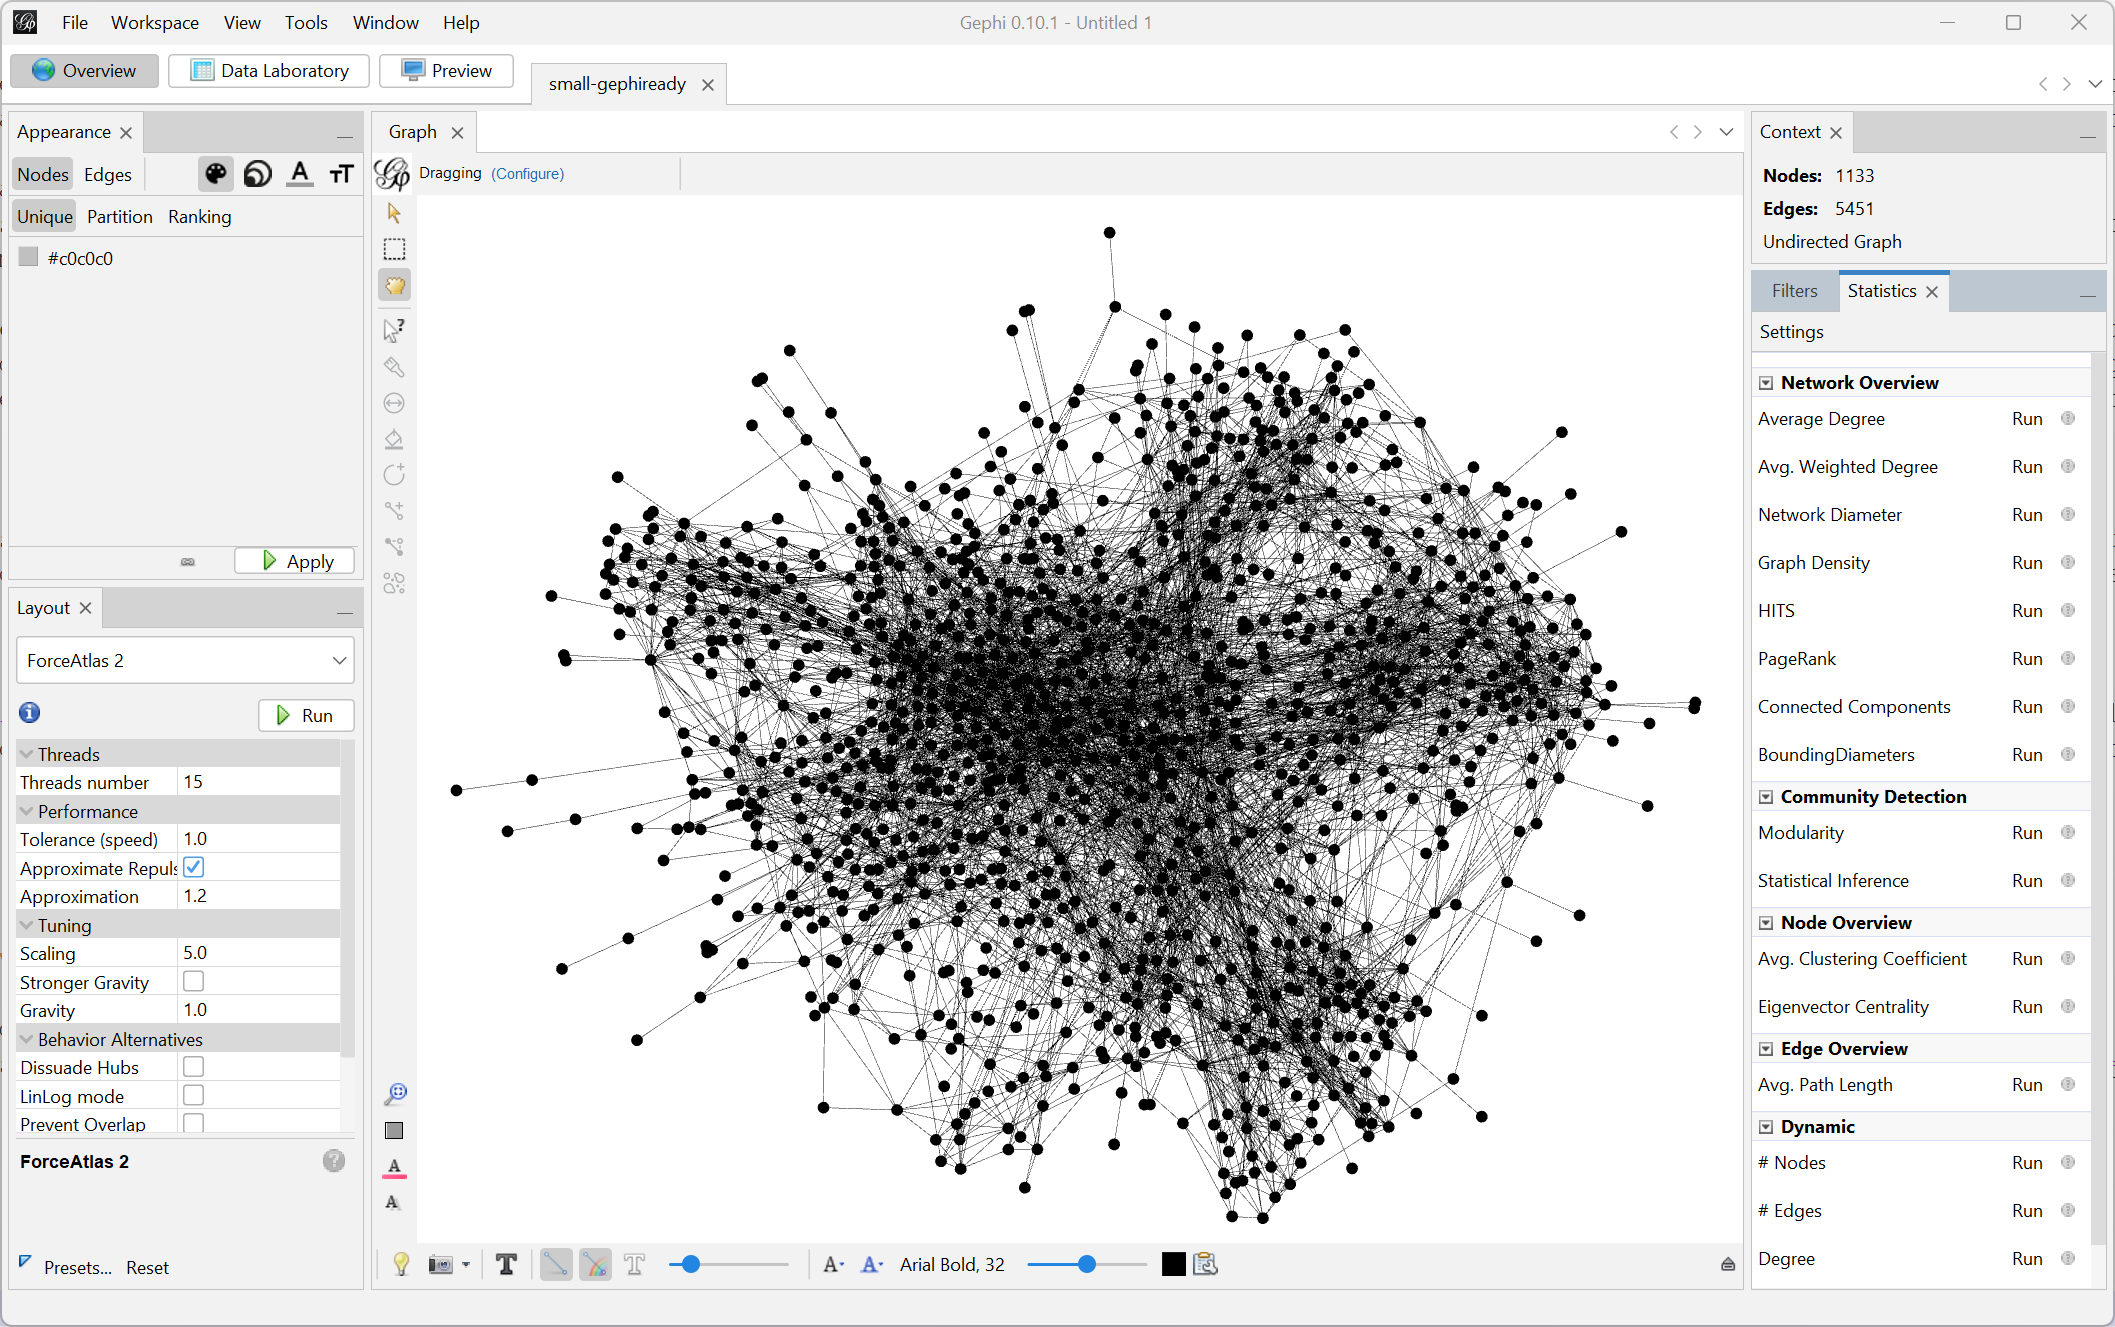 File Workspace View Tools Window Help
Gephi 0.10.1 - Untitled 1
Overview Data Laboratory Preview
small-gephiready
Appearance
Nodes Edges A TT
Unique Partition Ranking
#c0c0c0
Apply
Layout
ForceAtlas 2
Run
Threads
Threads number 15
Performance
Tolerance (speed) 1.0
Approximate Repuls
Approximation 1.2
Tuning
Scaling 5.0
Stronger Gravity
Gravity 1.0
Behavior Alternatives
Dissuade Hubs
LinLog mode
Prevent Overlap
ForceAtlas 2
Presets... Reset
Graph
Dragging (Configure)
A
A
T T A A Arial Bold, 32
Context
Nodes: 1133
Edges: 5451
Undirected Graph
Filters Statistics
Settings
Network Overview
Average Degree Run
Avg. Weighted Degree Run
Network Diameter Run
Graph Density Run
HITS Run
PageRank Run
Connected Components Run
BoundingDiameters Run
Community Detection
Modularity Run
Statistical Inference Run
Node Overview
Avg. Clustering Coefficient Run
Eigenvector Centrality Run
Edge Overview
Avg. Path Length Run
Dynamic
# Nodes Run
# Edges Run
Degree Run